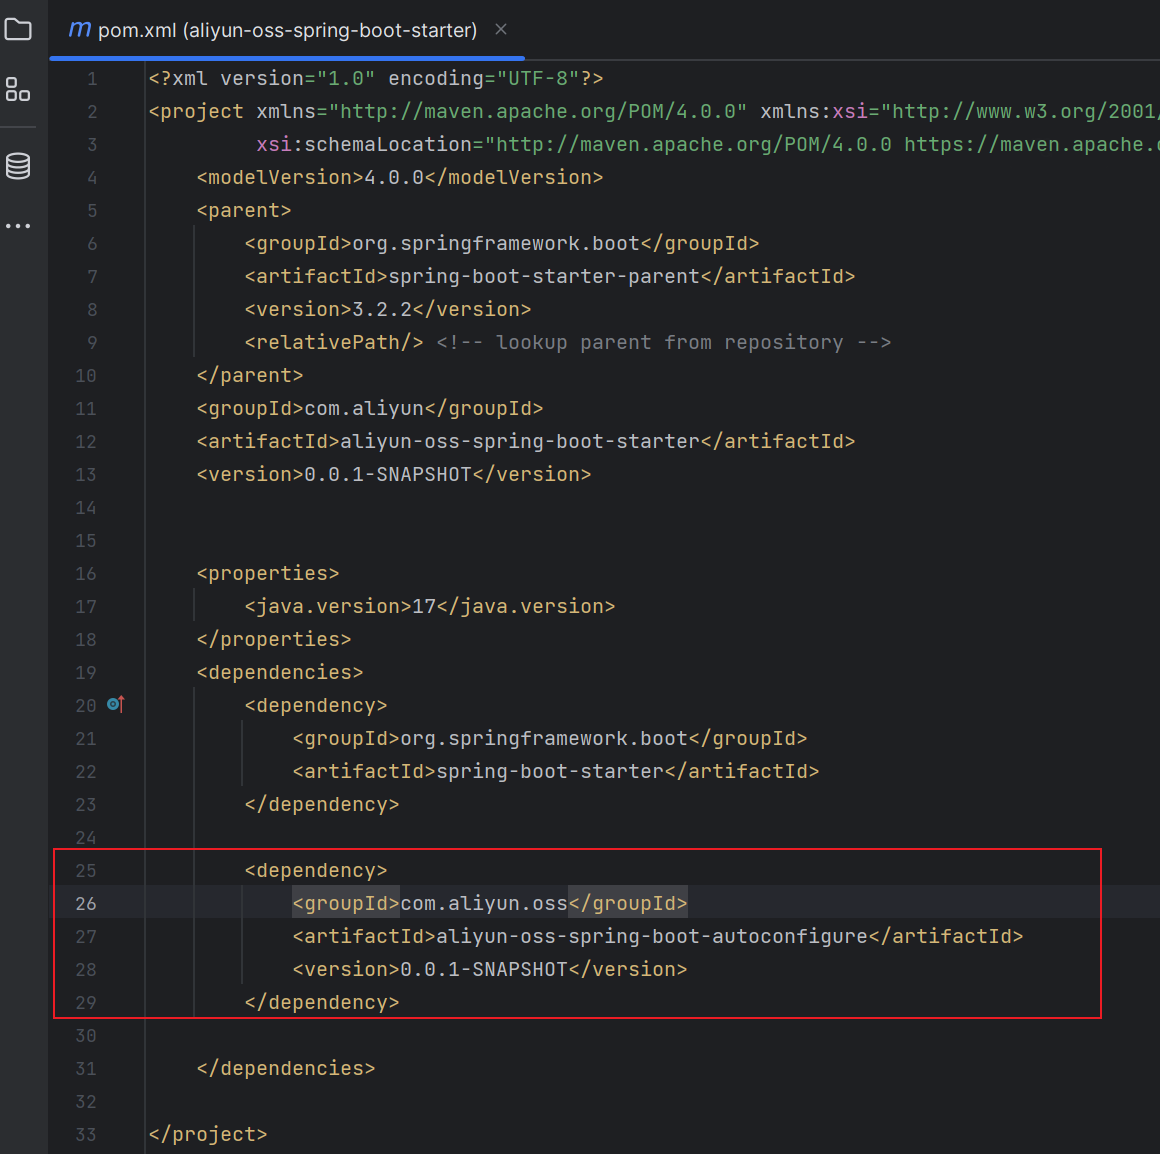 m pom.xml (aliyun-oss-spring-boot-starter) ×
1 <?xml version="1.0" encoding="UTF-8"?>
2 <project xmlns="http://maven.apache.org/POM/4.0.0" xmlns:xsi="http://www.w3.org/2001/
3 xsi:schemaLocation="http://maven.apache.org/POM/4.0.0 https://maven.apache.
4 <modelVersion>4.0.0</modelVersion>
5 <parent>
6 <groupId>org.springframework.boot</groupId>
7 <artifactId>spring-boot-starter-parent</artifactId>
8 <version>3.2.2</version>
9 <relativePath/> <!-- lookup parent from repository -->
10 </parent>
11 <groupId>com.aliyun</groupId>
12 <artifactId>aliyun-oss-spring-boot-starter</artifactId>
13 <version>0.0.1-SNAPSHOT</version>
14
15
16 <properties>
17 <java.version>17</java.version>
18 </properties>
19 <dependencies>
20 <dependency>
21 <groupId>org.springframework.boot</groupId>
22 <artifactId>spring-boot-starter</artifactId>
23 </dependency>
24
25 <dependency>
26 <groupId>com.aliyun.oss</groupId>
27 <artifactId>aliyun-oss-spring-boot-autoconfigure</artifactId>
28 <version>0.0.1-SNAPSHOT</version>
29 </dependency>
30
31 </dependencies>
32
33 </project>